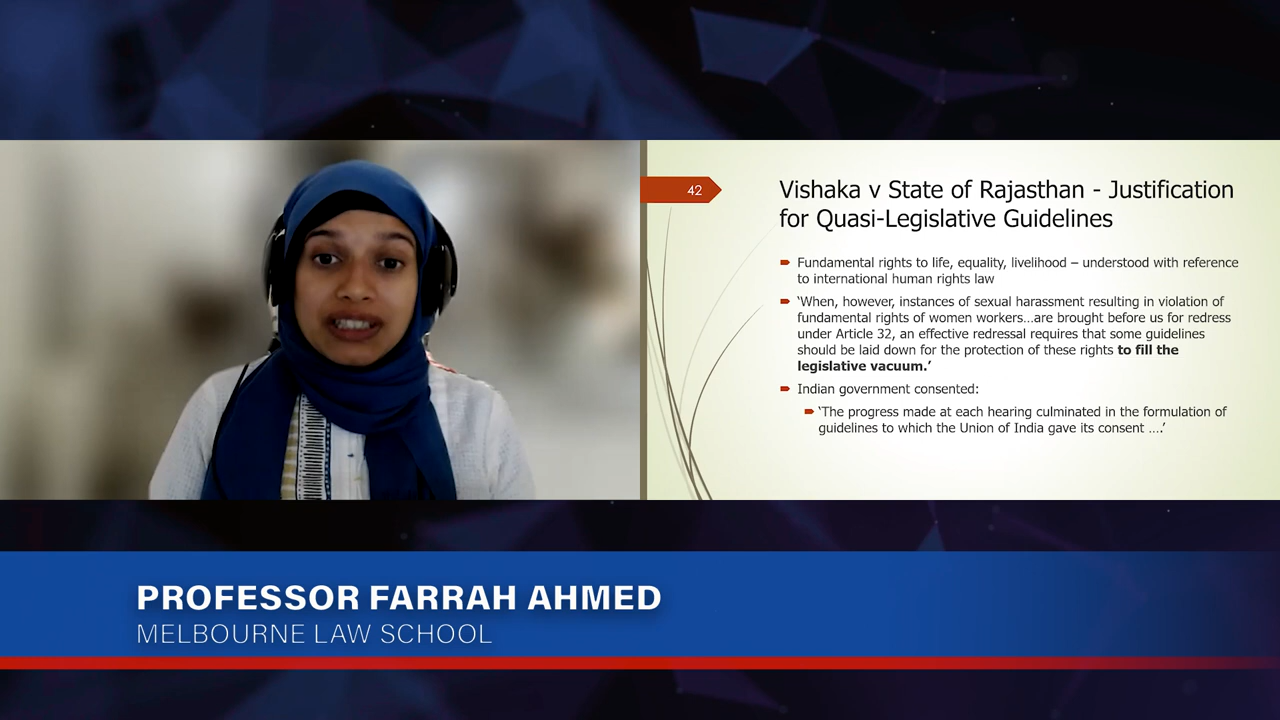 42
Vishaka v State of Rajasthan - Justification
for Quasi-Legislative Guidelines
Fundamental rights to life, equality, livelihood – understood with reference
to international human rights law
‘When, however, instances of sexual harassment resulting in violation of
fundamental rights of women workers...are brought before us for redress
under Article 32, an effective redressal requires that some guidelines
should be laid down for the protection of these rights to fill the
legislative vacuum.’
Indian government consented:
‘The progress made at each hearing culminated in the formulation of
guidelines to which the Union of India gave its consent ....’
PROFESSOR FARRAH AHMED
MELBOURNE LAW SCHOOL